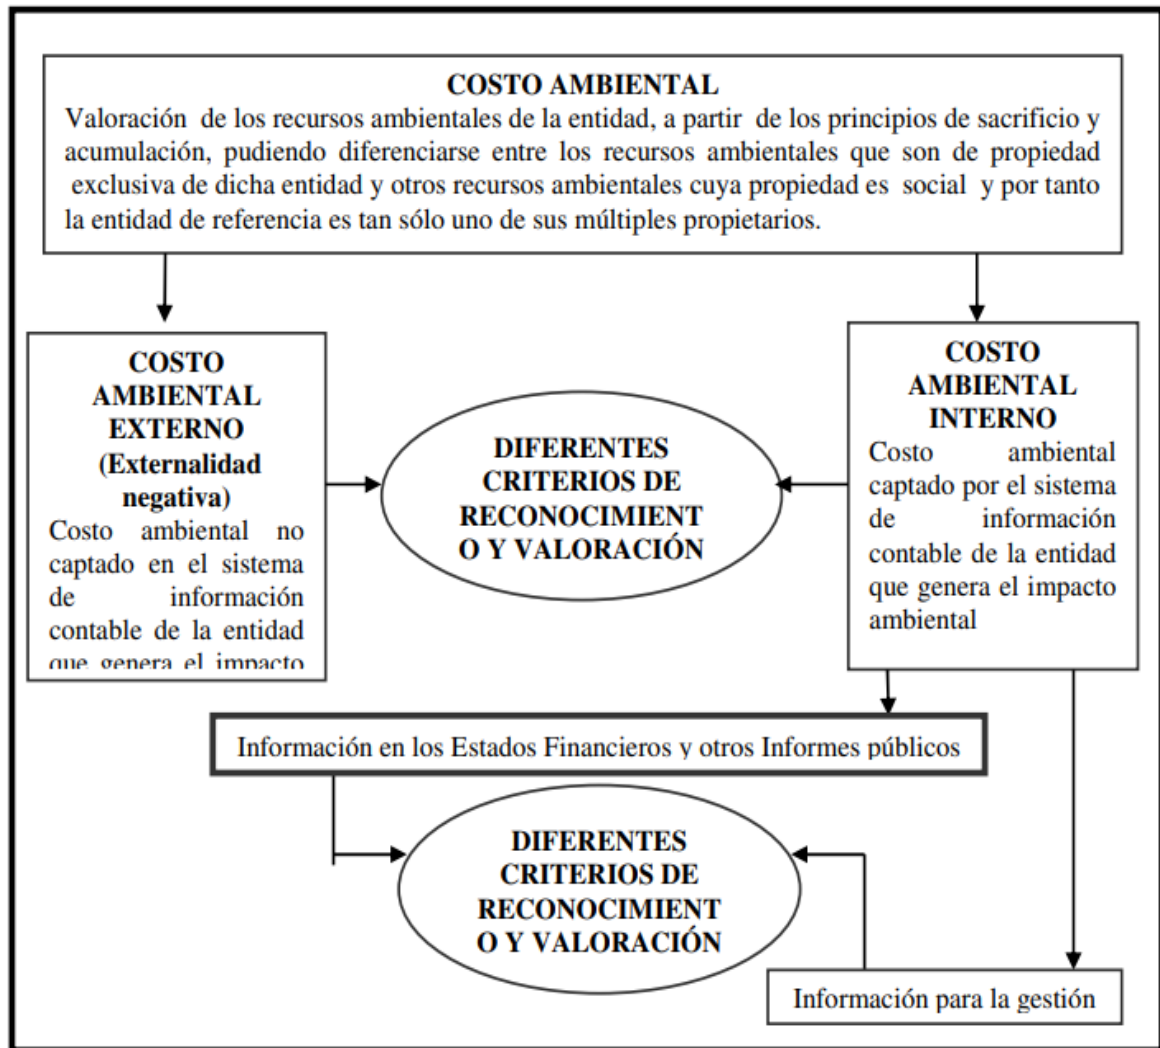 COSTO AMBIENTAL
Valoración de los recursos ambientales de la entidad, a partir de los principios de sacrificio y
acumulación, pudiendo diferenciarse entre los recursos ambientales que son de propiedad
exclusiva de dicha entidad y otros recursos ambientales cuya propiedad es social y por tanto
la entidad de referencia es tan sólo uno de sus múltiples propietarios.
COSTO
AMBIENTAL
EXTERNO
(Externalidad
negativa)
Costo ambiental no
captado en el sistema
de información
contable de la entidad
que genera el impacto
DIFERENTES
CRITERIOS DE
RECONOCIMIENT
O Y VALORACIÓN
COSTO
AMBIENTAL
INTERNO
Costo ambiental
captado por el sistema
de información
contable de la entidad
que genera el impacto
ambiental
Información en los Estados Financieros y otros Informes públicos
DIFERENTES
CRITERIOS DE
RECONOCIMIENT
O Y VALORACIÓN
Información para la gestión